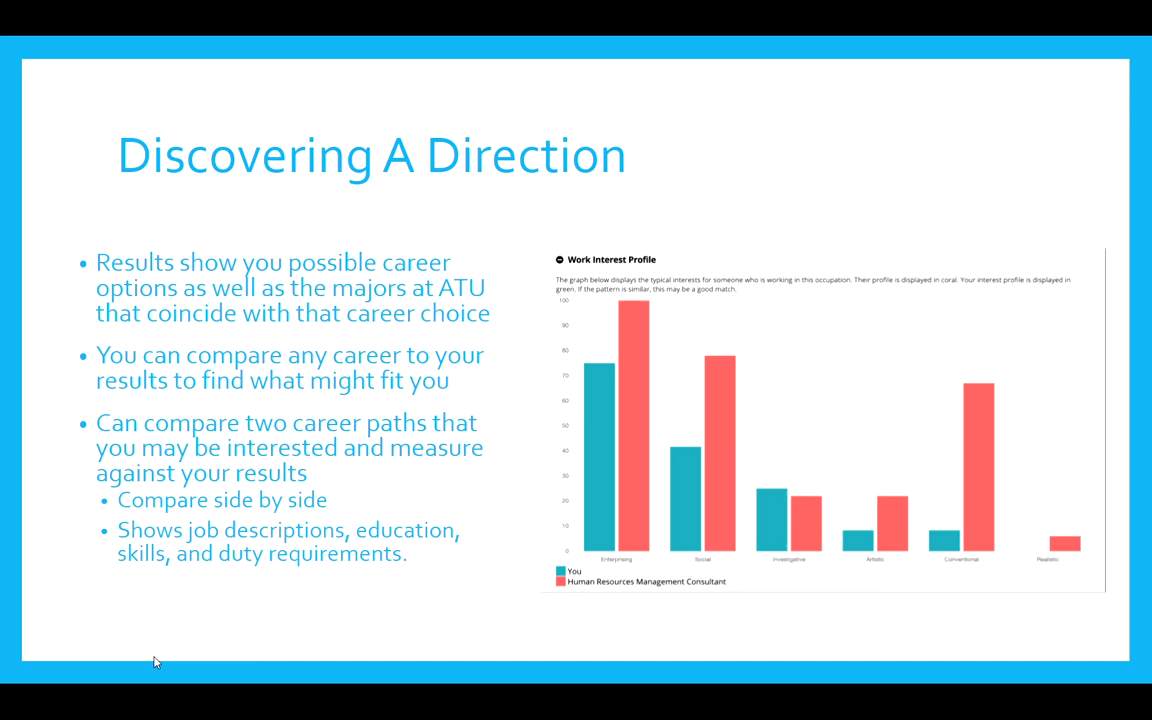 Discovering A Direction
• Results show you possible career
options as well as the majors at ATU
that coincide with that career choice
• You can compare any career to your
results to find what might fit you
• Can compare two career paths that
you may be interested and measure
against your results
• Compare side by side
• Shows job descriptions, education,
skills, and duty requirements.
Work Interest Profile
The graph below displays the typical interests for someone who is working in this occupation. Their profile is displayed in coral. Your interest profile is displayed in
green. If the pattern is similar, this may be a good match.
100
90
80
70
60
50
40
30
20
10
0
Enterprising Social Investigative Artistic Conventional Realistic
You
Human Resources Management Consultant